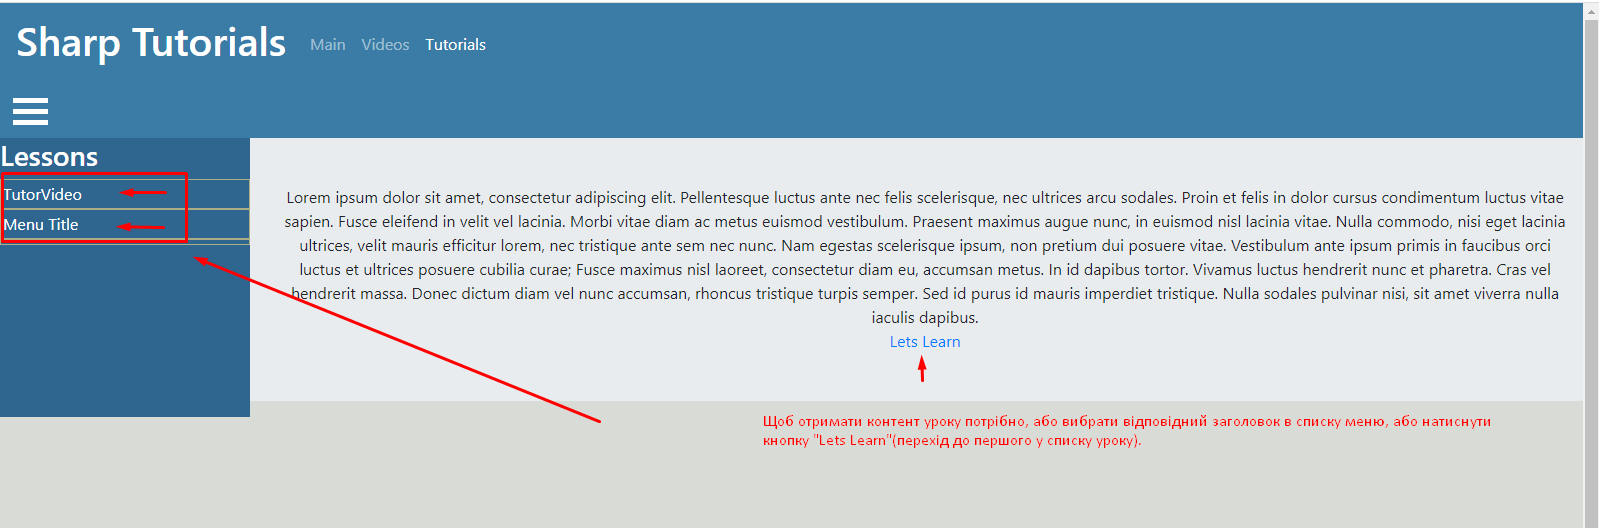 Sharp Tutorials Main Videos Tutorials
Lessons
TutorVideo
Menu Title
Lorem ipsum dolor sit amet, consectetur adipiscing elit. Pellentesque luctus ante nec felis scelerisque, nec ultrices arcu sodales. Proin et felis in dolor cursus condimentum luctus vitae
sapien. Fusce eleifend in velit vel lacinia. Morbi vitae diam ac metus euismod vestibulum. Praesent maximus augue nunc, in euismod nisl lacinia vitae. Nulla commodo, nisi eget lacinia
ultrices, velit mauris efficitur lorem, nec tristique ante sem nec nunc. Nam egestas scelerisque ipsum, non pretium dui posuere vitae. Vestibulum ante ipsum primis in faucibus orci
luctus et ultrices posuere cubilia curae; Fusce maximus nisl laoreet, consectetur diam eu, accumsan metus. In id dapibus tortor. Vivamus luctus hendrerit nunc et pharetra. Cras vel
hendrerit massa. Donec dictum diam vel nunc accumsan, rhoncus tristique turpis semper. Sed id purus id mauris imperdiet tristique. Nulla sodales pulvinar nisi, sit amet viverra nulla
iaculis dapibus.
Lets Learn
Щоб отримати контент уроку потрібно, або вибрати відповідний заголовок в списку меню, або натиснути
кнопку "Lets Learn"(перехід до першого у списку уроку).